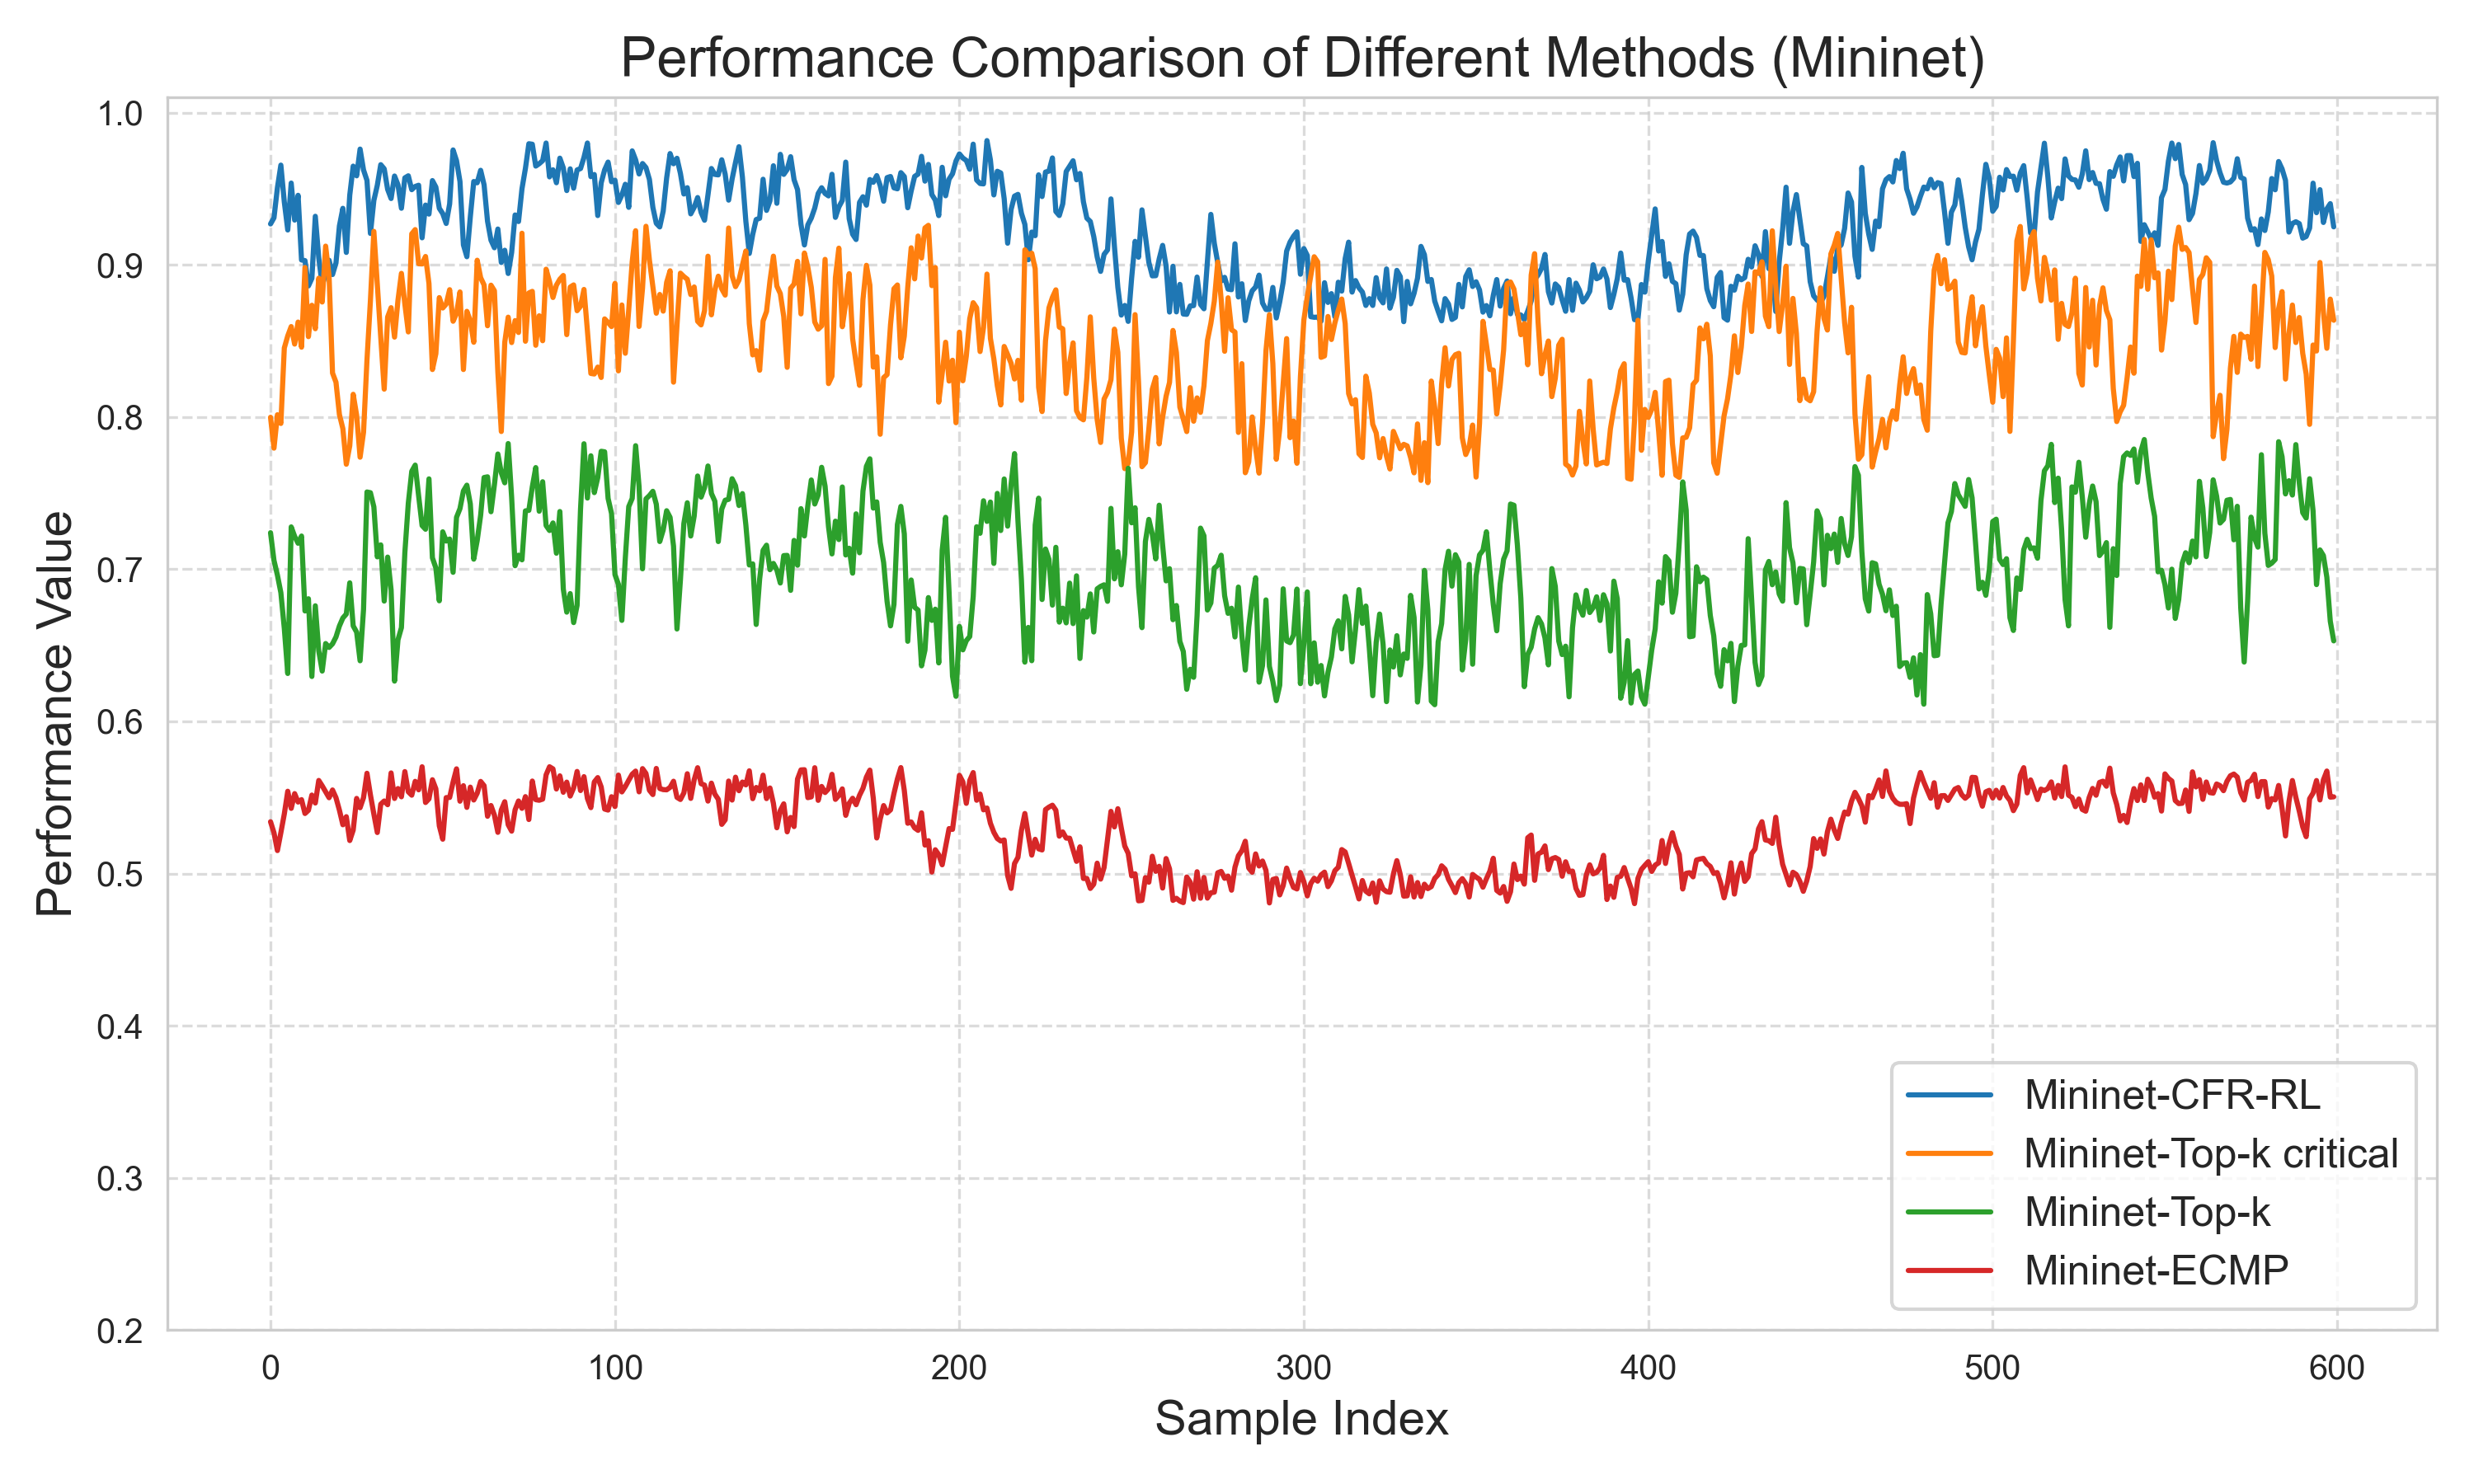 Performance Comparison of Different Methods (Mininet)
Performance Value
1.0
0.9
0.8
0.7
0.6
0.5
0.4
0.3
0.2
0
100
200
300
400
500
600
Sample Index
Mininet-CFR-RL
Mininet-Top-k critical
Mininet-Top-k
Mininet-ECMP